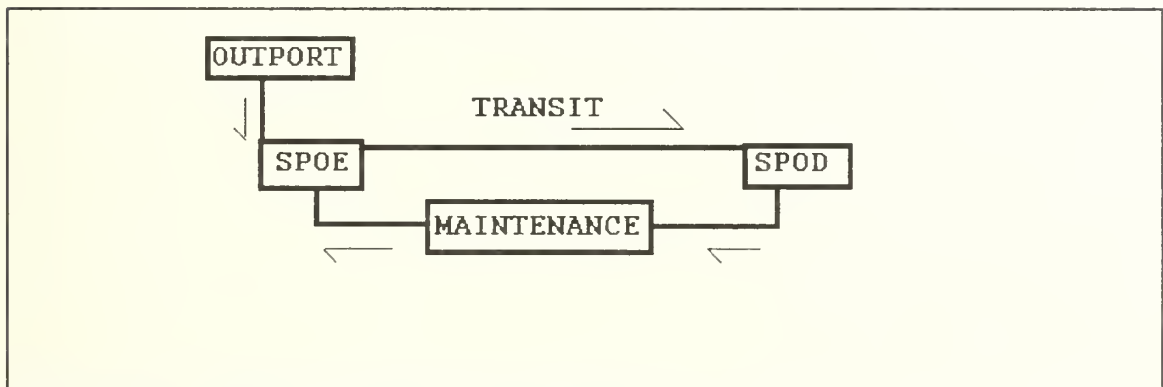 OUTPORT
TRANSIT
SPOE
SPOD
MAINTENANCE